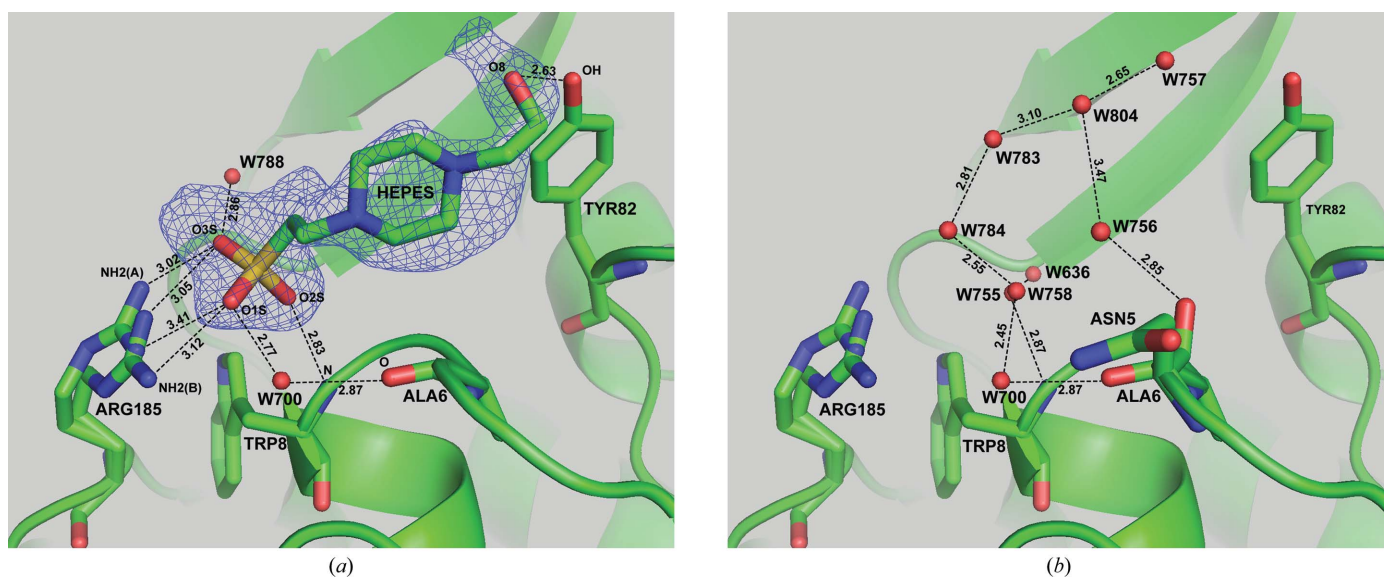 O8
2.63
OH
W788
HEPES
2.86
TYR82
O3S
3.02
NH2(A)
3.05
O2S
O1S
3.41
2.83
3.12
2.77
NH2(B)
N
O
W700
2.87
ARG185
ALA6
TRP8
(a)
W757
2.65
W804
3.10
W783
3.47
2.81
TYR82
W784
W756
2.55
2.85
W636
W755
W758
ASN5
2.45
2.87
W700
2.87
ARG185
ALA6
TRP8
(b)